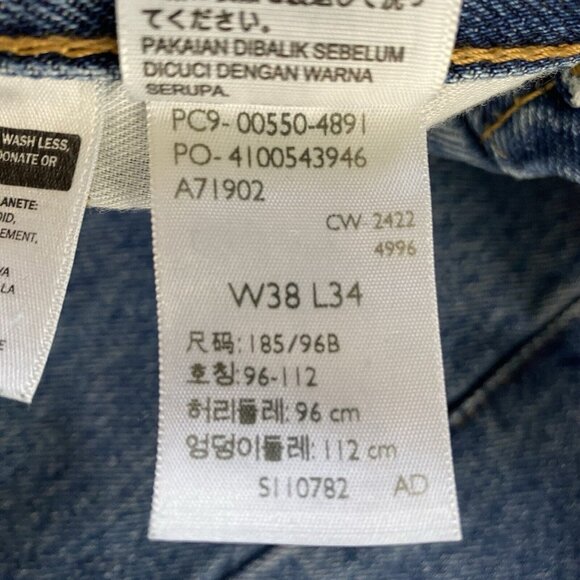 てください。
PAKAIAN DIBALIK SEBELUM
DICUCI DENGAN WARNA
SERUPA.
WASH LESS,
DONATE OR
PC9-00550-4891
PO-4100543946
A71902
CW-2422
4996
W38 L34
尺码:185/96B
호칭:96-112
허리둘레:96 cm
엉덩이둘레:112 cm
S110782 AD